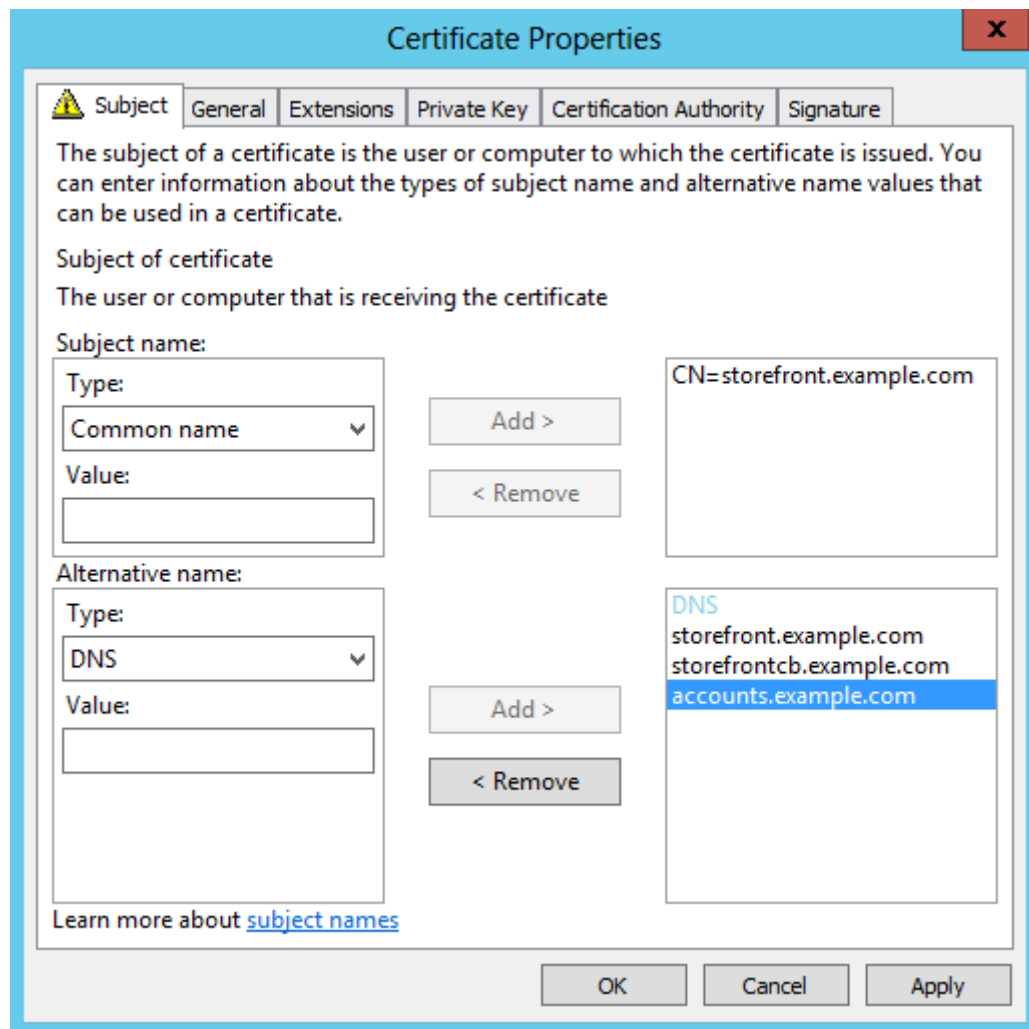 Certificate Properties
x
Subject
General
Extensions
Private Key
Certification Authority
Signature
The subject of a certificate is the user or computer to which the certificate is issued. You
can enter information about the types of subject name and alternative name values that
can be used in a certificate.
Subject of certificate
The user or computer that is receiving the certificate
Subject name:
Type:
Common name
Value:
Add >
< Remove
CN=storefront.example.com
Alternative name:
Type:
DNS
Value:
Add >
< Remove
DNS
storefront.example.com
storefrontcb.example.com
accounts.example.com
Learn more about subject names
OK
Cancel
Apply